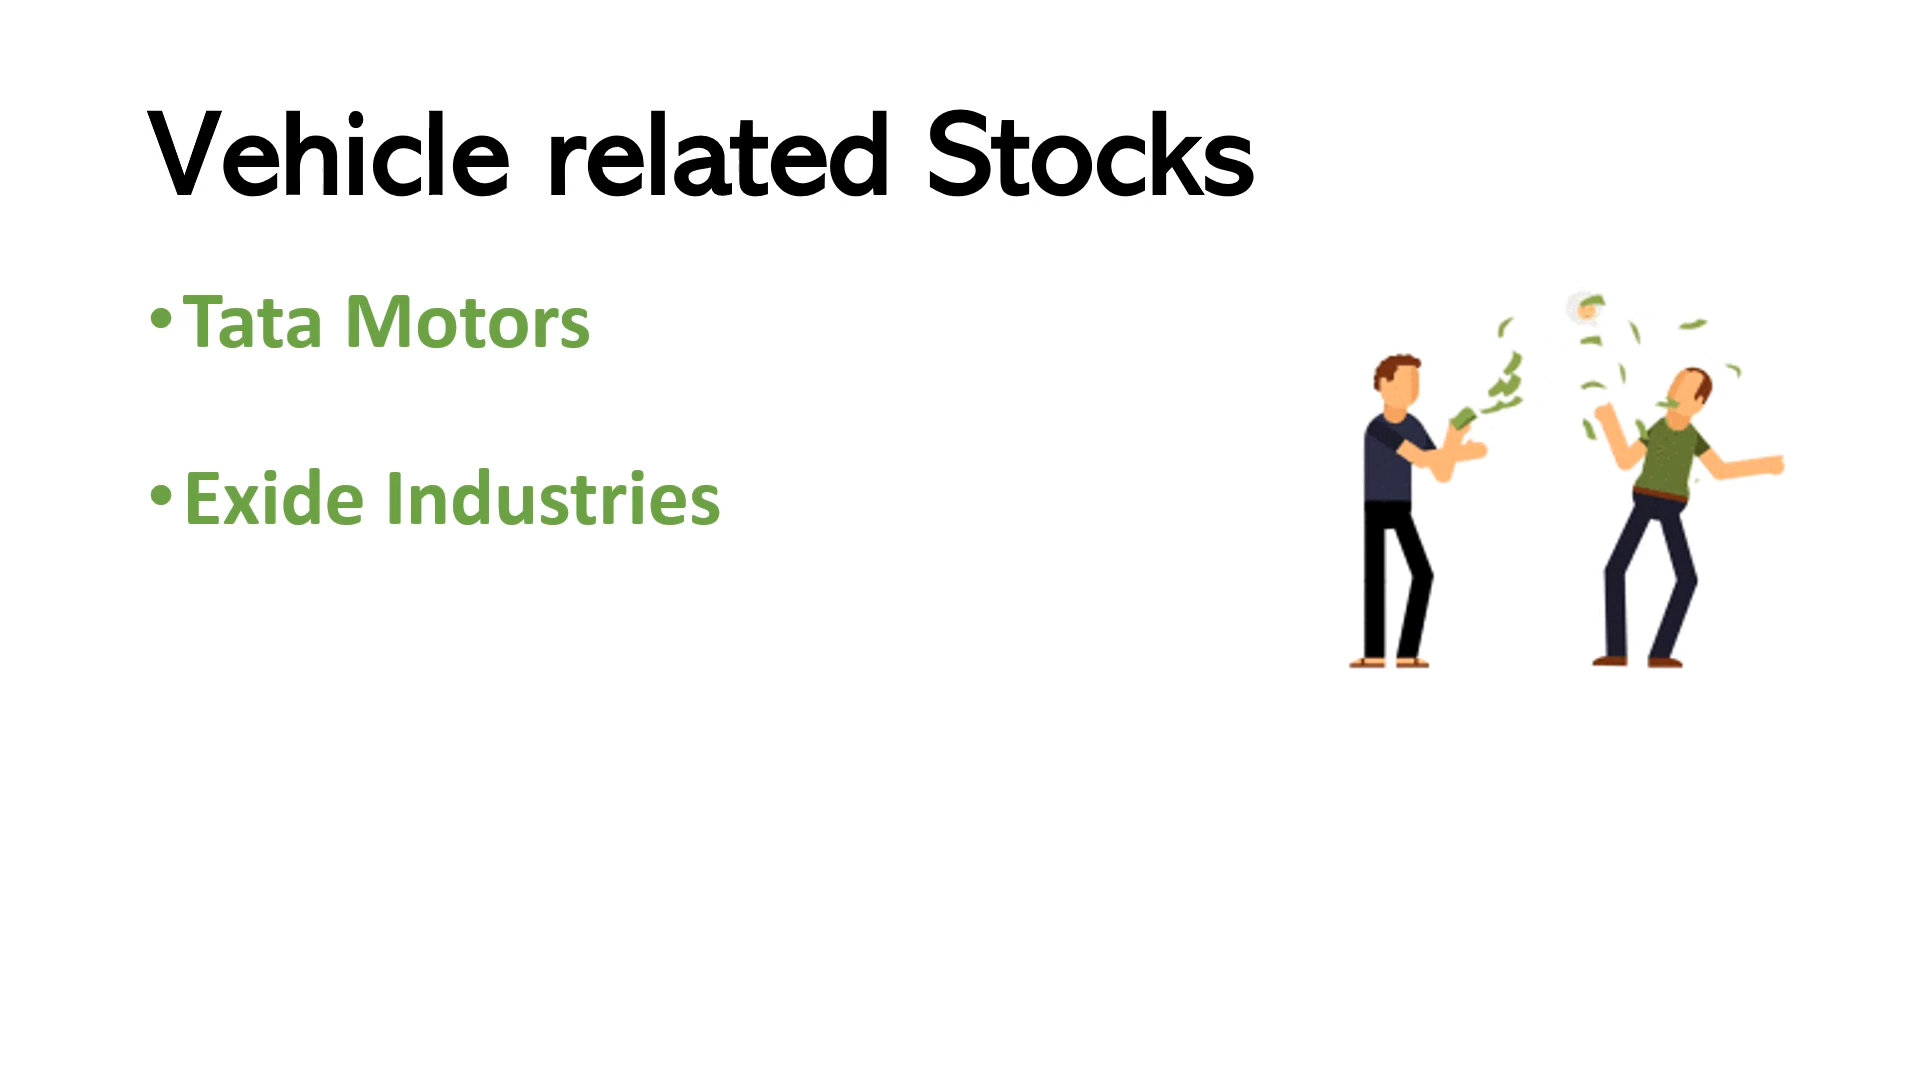 Vehicle related Stocks
• Tata Motors
• Exide Industries